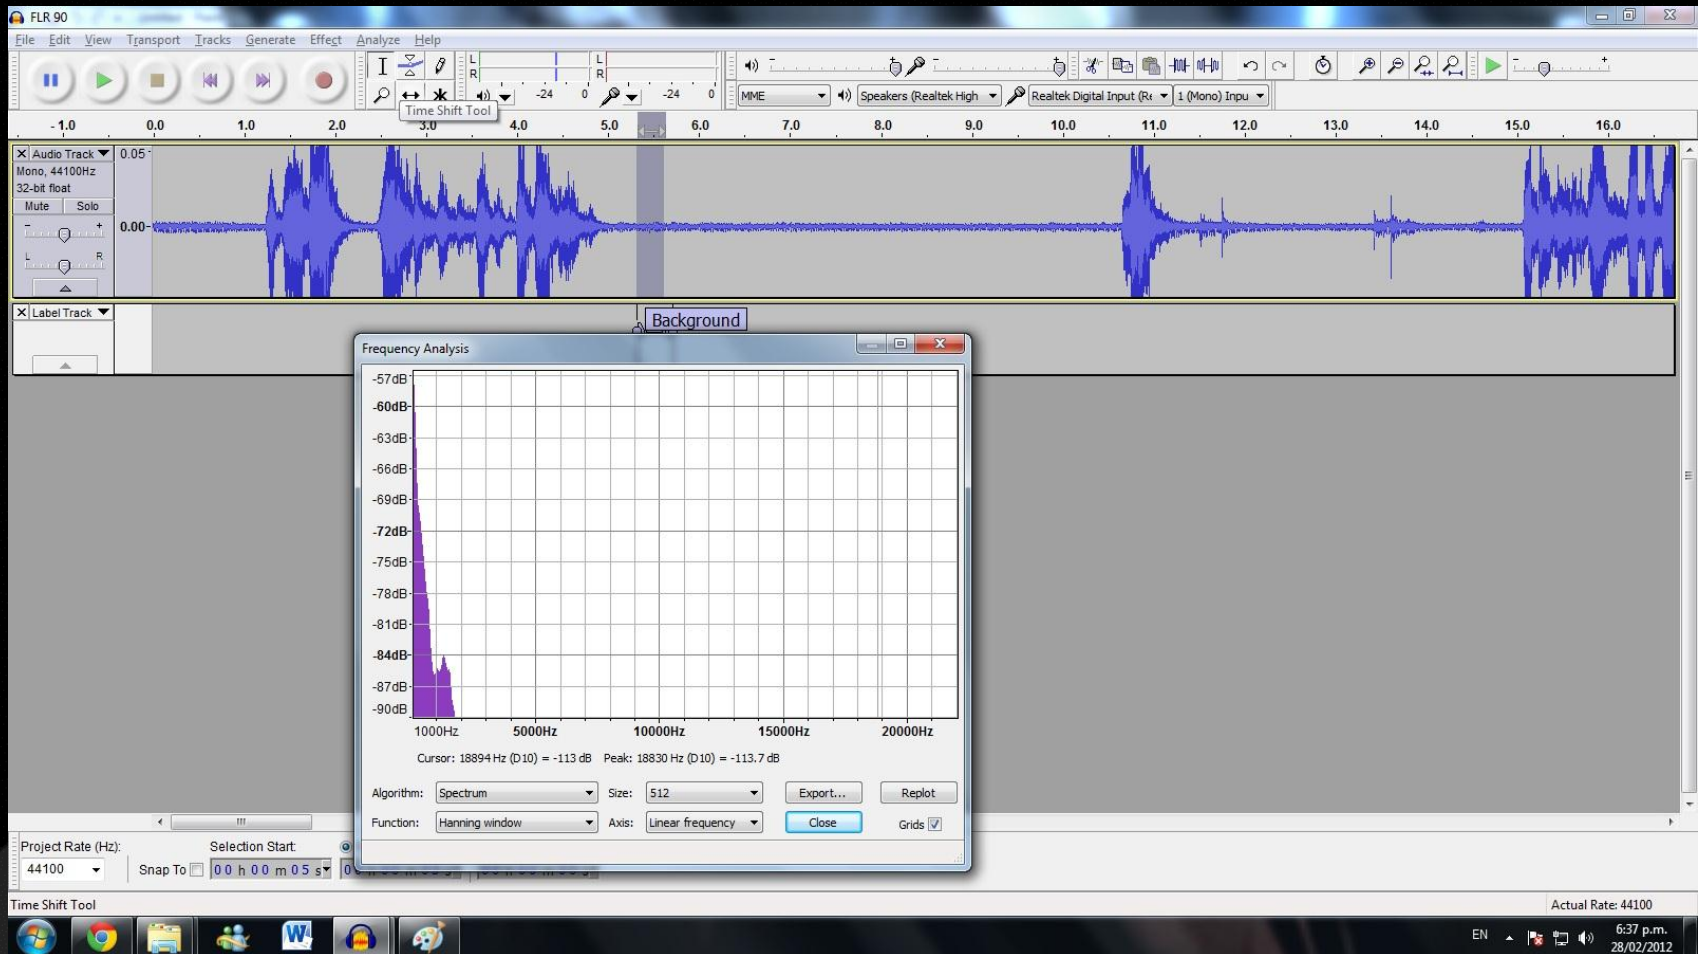 FLR 90
File Edit View Transport Tracks Generate Effect Analyze Help
L
R
L
R
-24 0 -24 0
MME Speakers (Realtek High Realtek Digital Input (Re 1 (Mono) Inpu
Time Shift Tool
- 1.0 0.0 1.0 2.0 3.0 4.0 5.0 6.0 7.0 8.0 9.0 10.0 11.0 12.0 13.0 14.0 15.0 16.0
Audio Track 0.05
Mono, 44100Hz
32-bit float
Mute Solo
- + 0.00
L R
Label Track
Background
Frequency Analysis
-57dB
-60dB
-63dB
-66dB
-69dB
-72dB
-75dB
-78dB
-81dB
-84dB
-87dB
-90dB
1000Hz 5000Hz 10000Hz 15000Hz 20000Hz
Cursor: 18894 Hz (D10) = -113 dB Peak: 18830 Hz (D10) = -113.7 dB
Algorithm: Spectrum Size: 512 Export... Replot
Function: Hanning window Axis: Linear frequency Close Grids
Project Rate (Hz): Selection Start:
44100 Snap To 00 h 00 m 05 s
Time Shift Tool Actual Rate: 44100
EN 6:37 p.m.
28/02/2012